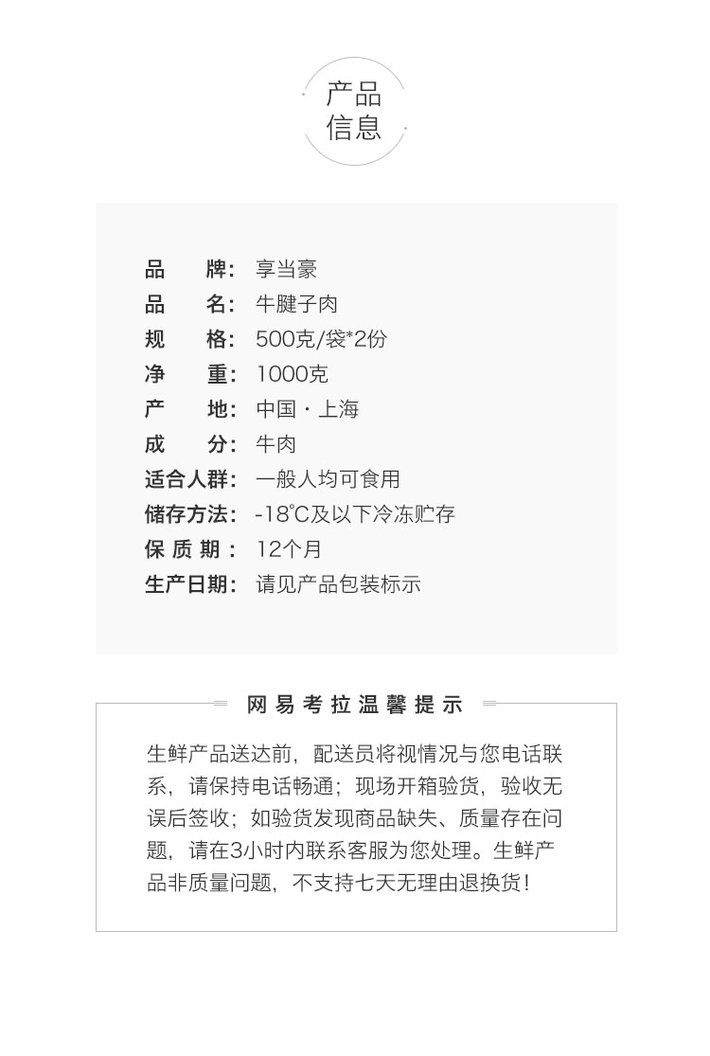 产品
信息
品 牌： 享当豪
品 名： 牛腱子肉
规 格： 500克/袋*2份
净 重： 1000克
产 地： 中国·上海
成 分： 牛肉
适合人群： 一般人均可食用
储存方法： -18℃及以下冷冻贮存
保 质 期 ： 12个月
生产日期： 请见产品包装标示
网易考拉温馨提示
生鲜产品送达前，配送员将视情况与您电话联
系，请保持电话畅通；现场开箱验货，验收无
误后签收；如验货发现商品缺失、质量存在问
题，请在3小时内联系客服为您处理。生鲜产
品非质量问题，不支持七天无理由退换货！